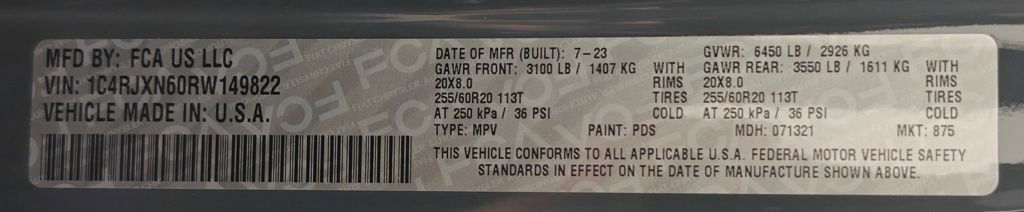 MFD BY: FCA US LLC
VIN: 1C4RJXN60RW149822
VEHICLE MADE IN: U.S.A.
DATE OF MFR (BUILT): 7-23 GVWR: 6450 LB / 2926 KG
GAWR FRONT: 3100 LB / 1407 KG WITH GAWR REAR: 3550 LB / 1611 KG WITH
20X8.0 RIMS 20X8.0 RIMS
255/60R20 113T TIRES 255/60R20 113T TIRES
AT 250 kPa / 36 PSI COLD AT 250 kPa / 36 PSI COLD
TYPE: MPV PAINT: PDS MDH: 071321 MKT: 875
THIS VEHICLE CONFORMS TO ALL APPLICABLE U.S.A. FEDERAL MOTOR VEHICLE SAFETY
STANDARDS IN EFFECT ON THE DATE OF MANUFACTURE SHOWN ABOVE.